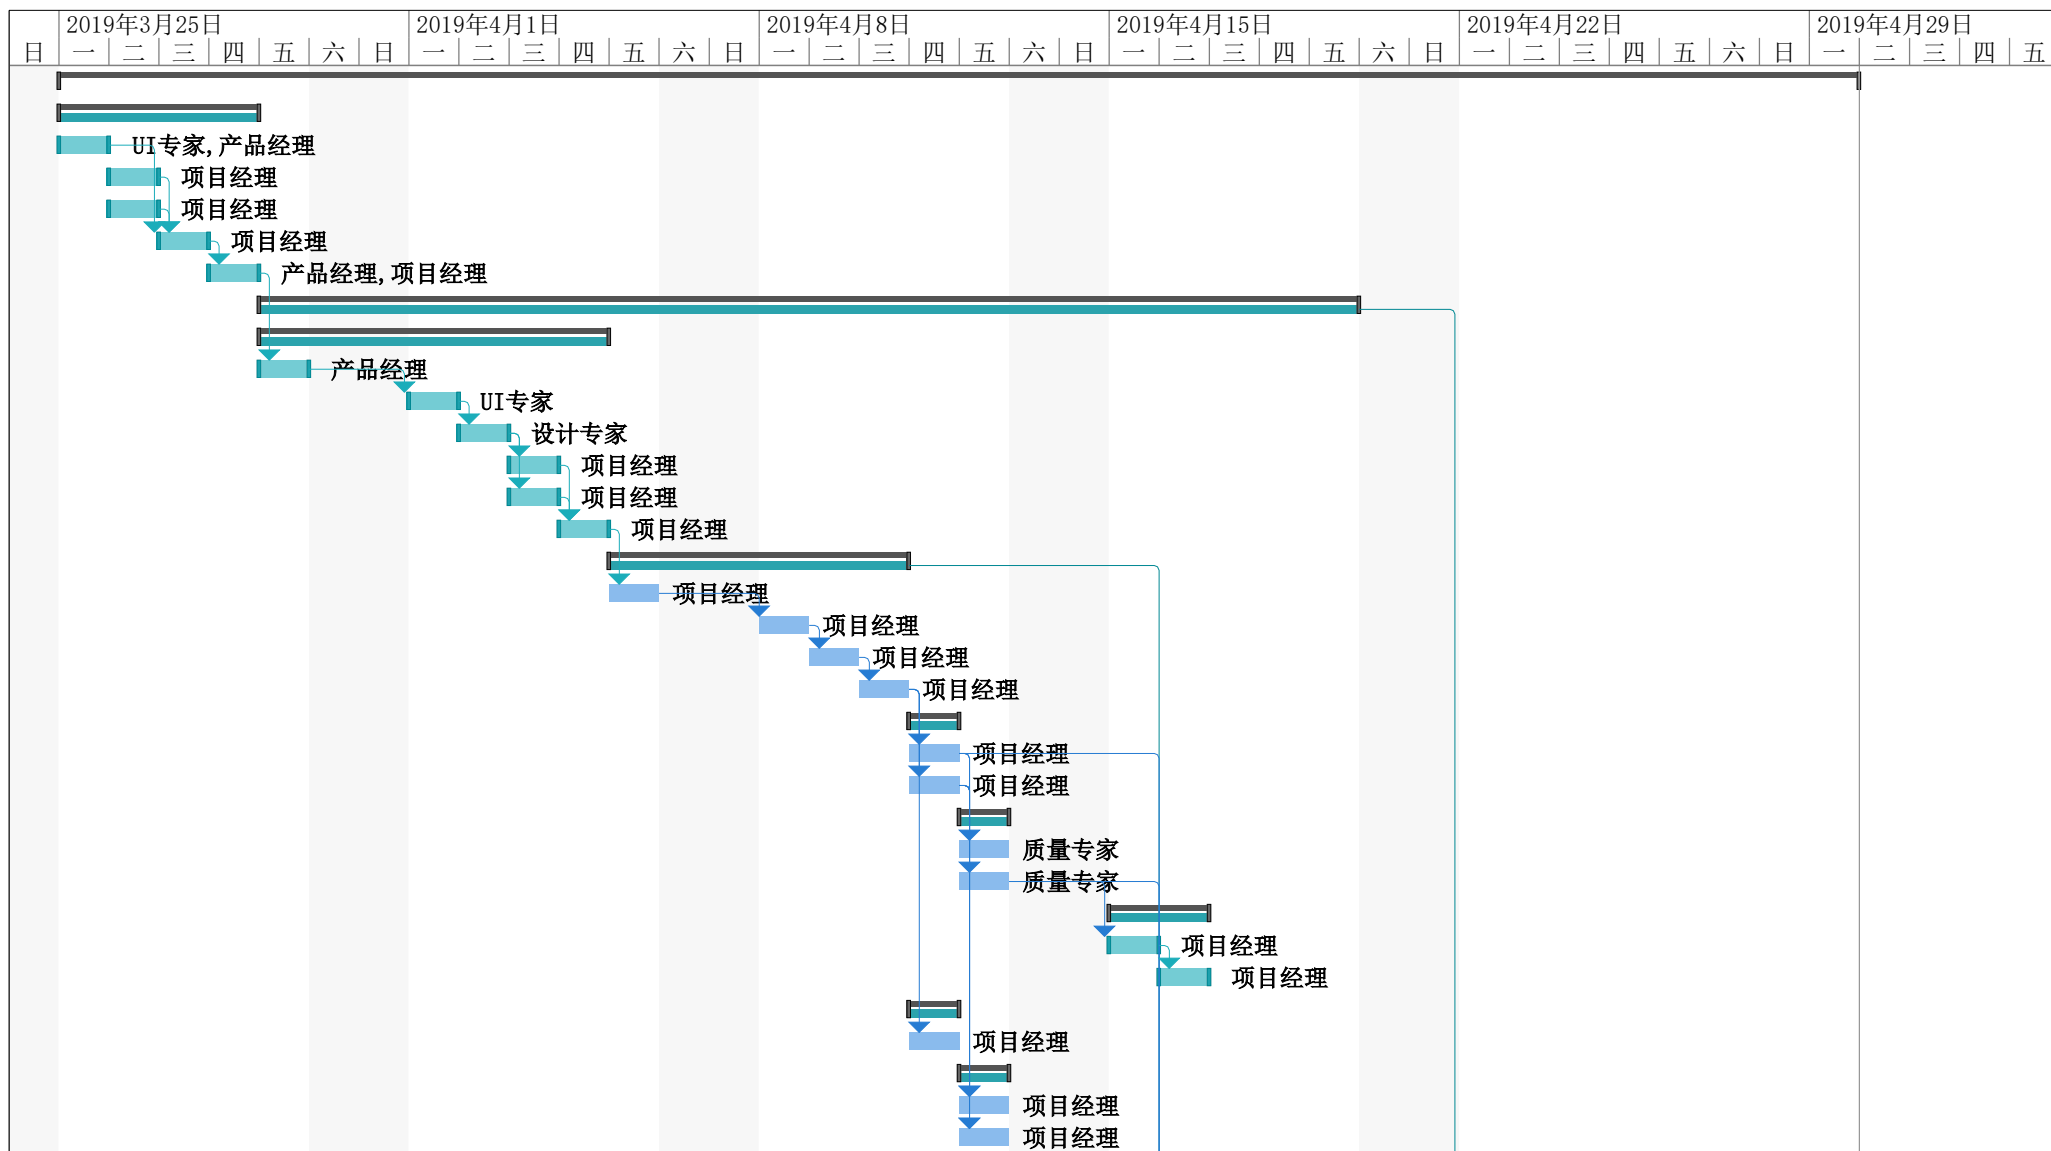 2019年3月25日 2019年4月1日 2019年4月8日 2019年4月15日 2019年4月22日 2019年4月29日
日 一 二 三 四 五 六 日 一 二 三 四 五 六 日 一 二 三 四 五 六 日 一 二 三 四 五 六 日 一 二 三 四 五 六 日 一 二 三 四 五
UI专家,产品经理
项目经理
项目经理
项目经理
产品经理,项目经理
产品经理
UI专家
设计专家
项目经理
项目经理
项目经理
项目经理
项目经理
项目经理
项目经理
项目经理
项目经理
质量专家
质量专家
项目经理
项目经理
项目经理
项目经理
项目经理